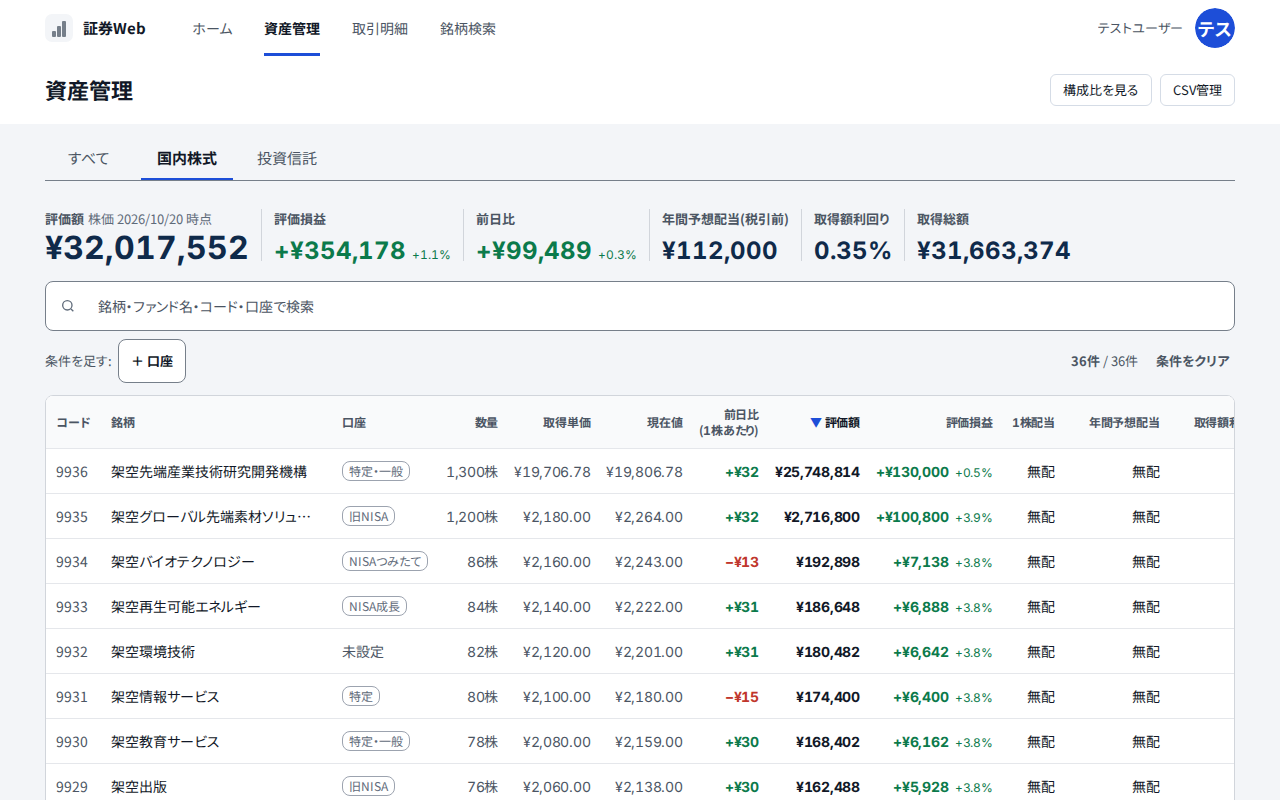 証券Web ホーム 資産管理 取引明細 銘柄検索 テストユーザー テス
資産管理 構成比を見る CSV管理
すべて 国内株式 投資信託
評価額 株価 2026/10/20 時点 評価損益 前日比 年間予想配当(税引前) 取得額利回り 取得総額
¥32,017,552 +¥354,178 +1.1% +¥99,489 +0.3% ¥112,000 0.35% ¥31,663,374
銘柄・ファンド名・コード・口座で検索
条件を足す: + 口座 36件 / 36件 条件をクリア
コード 銘柄 口座 数量 取得単価 現在値 前日比 (1株あたり) ▼ 評価額 評価損益 1株配当 年間予想配当 取得額
9936 架空先端産業技術研究開発機構 特定・一般 1,300株 ¥19,706.78 ¥19,806.78 +¥32 ¥25,748,814 +¥130,000 +0.5% 無配 無配
9935 架空グローバル先端素材ソリュ… 旧NISA 1,200株 ¥2,180.00 ¥2,264.00 +¥32 ¥2,716,800 +¥100,800 +3.9% 無配 無配
9934 架空バイオテクノロジー NISAつみたて 86株 ¥2,160.00 ¥2,243.00 −¥13 ¥192,898 +¥7,138 +3.8% 無配 無配
9933 架空再生可能エネルギー NISA成長 84株 ¥2,140.00 ¥2,222.00 +¥31 ¥186,648 +¥6,888 +3.8% 無配 無配
9932 架空環境技術 未設定 82株 ¥2,120.00 ¥2,201.00 +¥31 ¥180,482 +¥6,642 +3.8% 無配 無配
9931 架空情報サービス 特定 80株 ¥2,100.00 ¥2,180.00 −¥15 ¥174,400 +¥6,400 +3.8% 無配 無配
9930 架空教育サービス 特定・一般 78株 ¥2,080.00 ¥2,159.00 +¥30 ¥168,402 +¥6,162 +3.8% 無配 無配
9929 架空出版 旧NISA 76株 ¥2,060.00 ¥2,138.00 +¥30 ¥162,488 +¥5,928 +3.8% 無配 無配